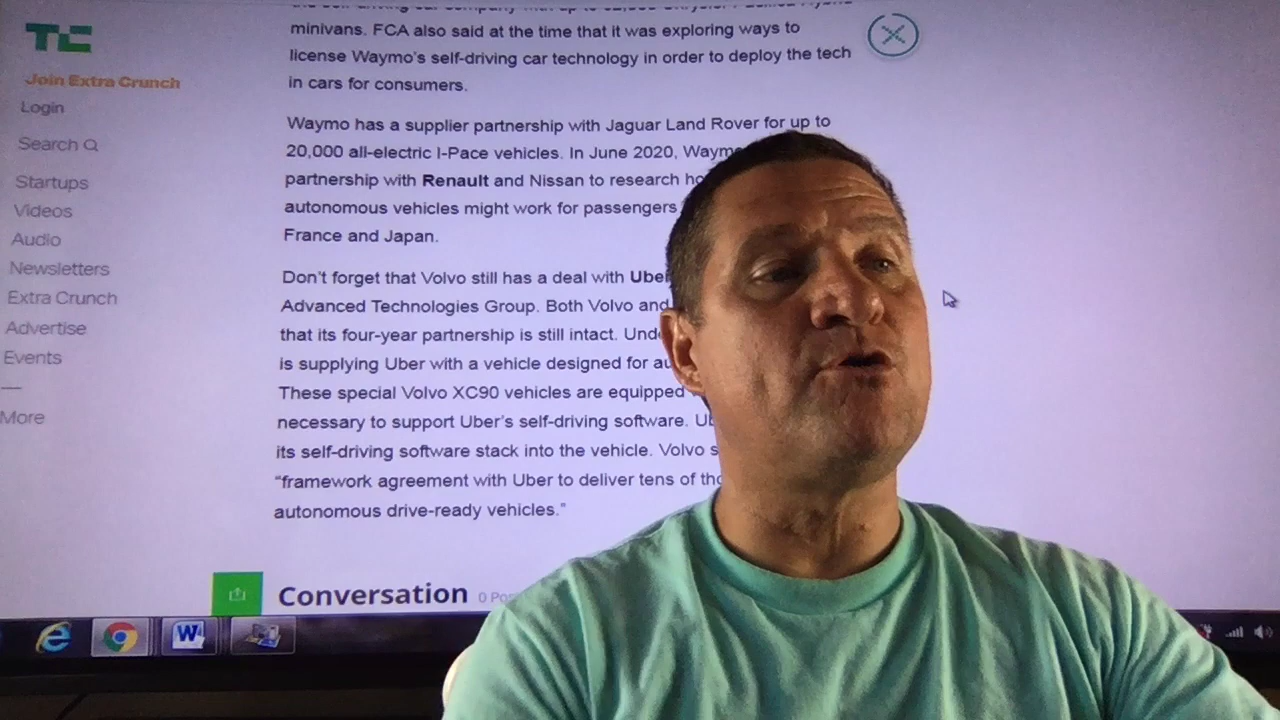 TC
Join Extra Crunch
Login
Search
Startups
Videos
Audio
Newsletters
Extra Crunch
Advertise
Events
More
minivans. FCA also said at the time that it was exploring ways to
license Waymo's self-driving car technology in order to deploy the tech
in cars for consumers.
Waymo has a supplier partnership with Jaguar Land Rover for up to
20,000 all-electric I-Pace vehicles. In June 2020,
partnership with Renault and Nissan to research
autonomous vehicles might work for passengers
France and Japan.
Don't forget that Volvo still has a deal with
Advanced Technologies Group. Both Volvo and
that its four-year partnership is still intact.
is supplying Uber with a vehicle designed for
These special Volvo XC90 vehicles are equipped
necessary to support Uber's self-driving software.
its self-driving software stack into the vehicle. Volvo
“framework agreement with Uber to deliver tens of
autonomous drive-ready vehicles.”
Conversation 0
W